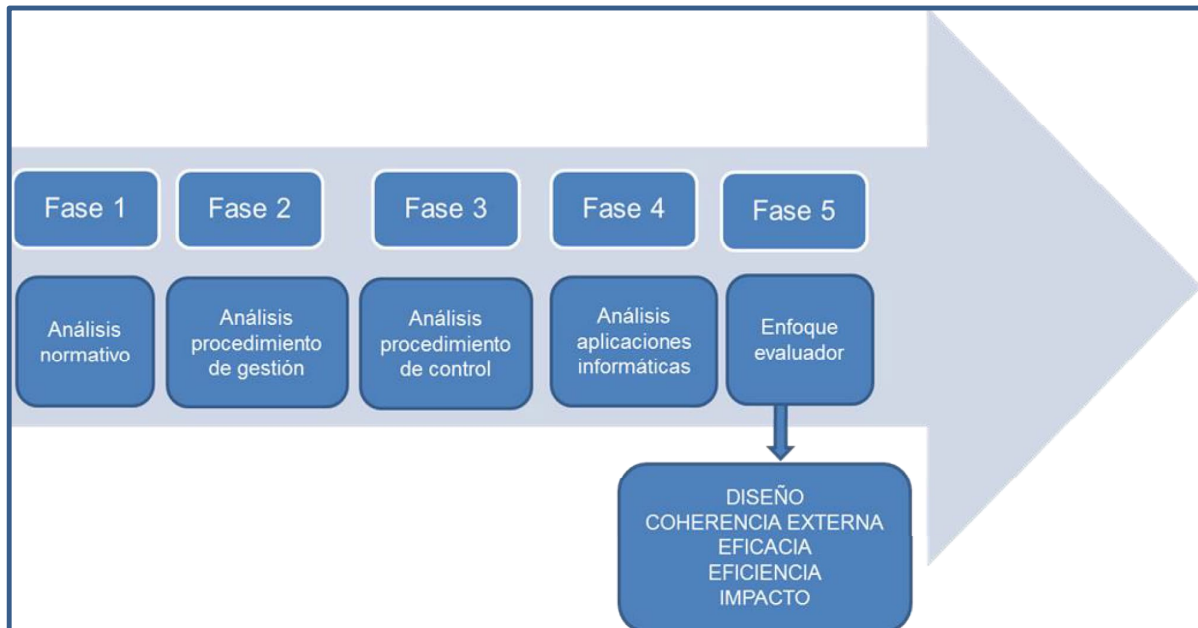 Fase 1
Fase 2
Fase 3
Fase 4
Fase 5
Análisis
normativo
Análisis
procedimiento
de gestión
Análisis
procedimiento
de control
Análisis
aplicaciones
informáticas
Enfoque
evaluador
DISEÑO
COHERENCIA EXTERNA
EFICACIA
EFICIENCIA
IMPACTO